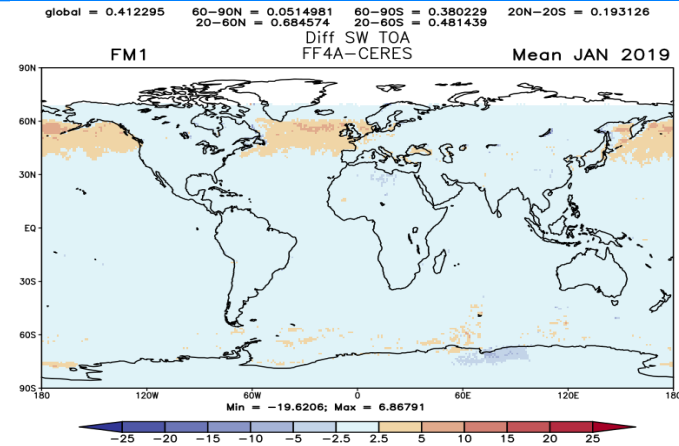 global = 0.412295 60-90N = 0.0514981 60-90S = 0.380229 20N-20S = 0.193126
20-60N = 0.684574 20-60S = 0.481439
Diff SW TOA
FM1 FF4A-CERES Mean JAN 2019
90N
60N
30N
EQ
30S
60S
90S
180 120W 60W 0 60E 120E 180
Min = -19.6206; Max = 6.86791
-25 -20 -15 -10 -5 -2.5 2.5 5 10 15 20 25